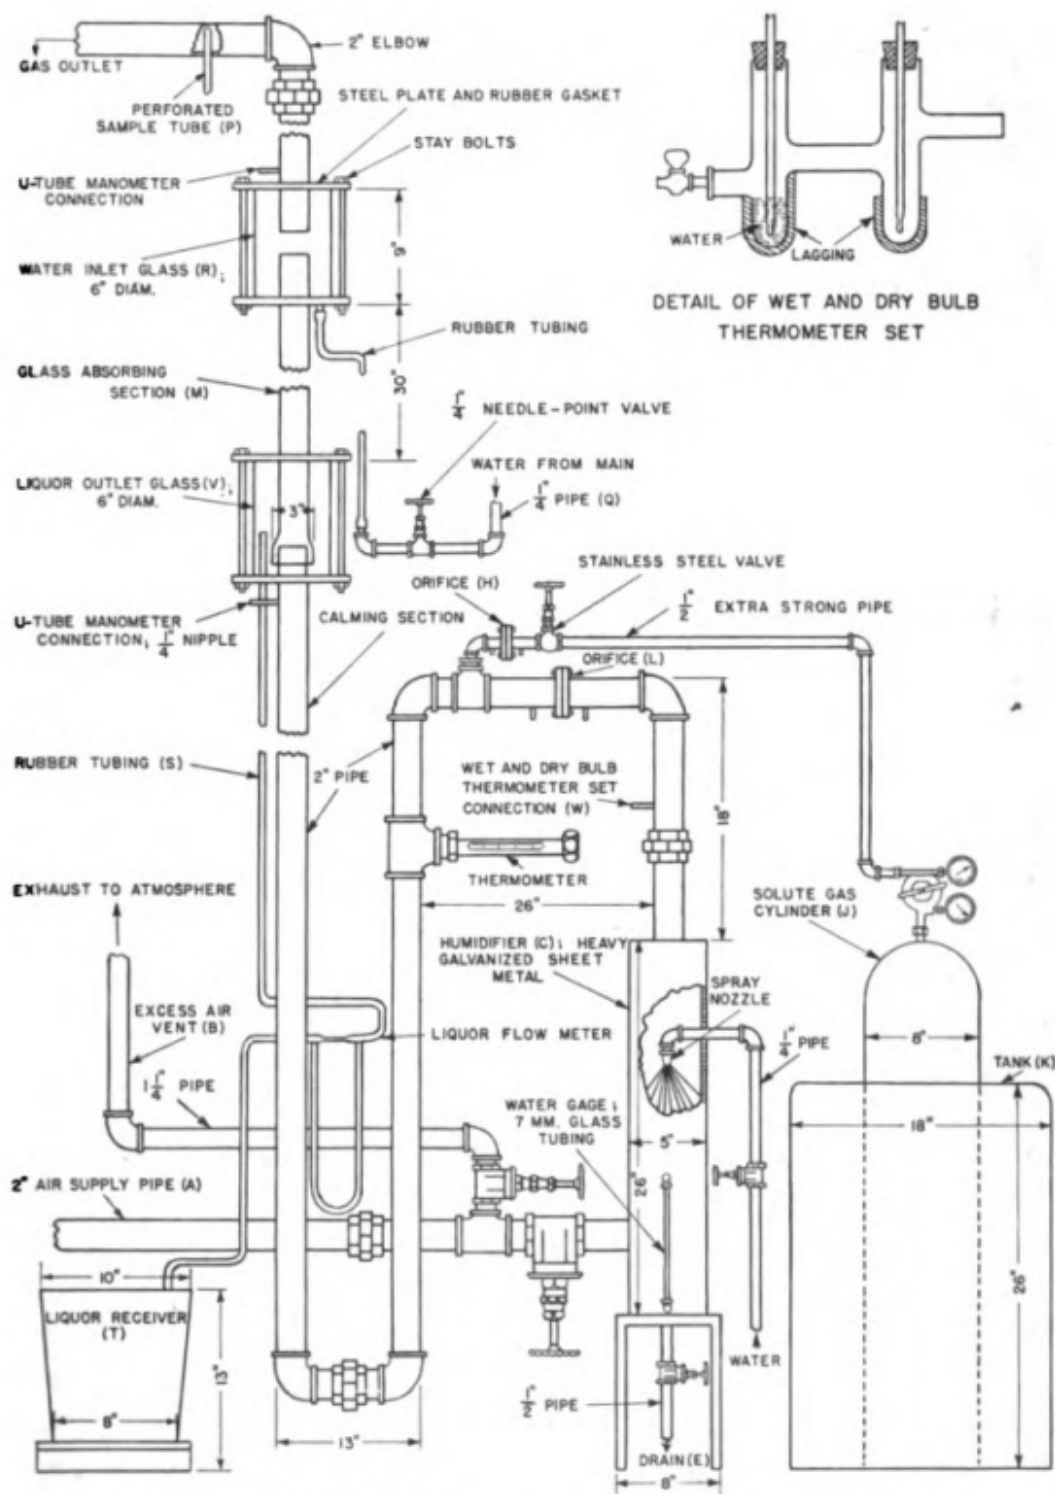 2" ELBOW
GAS OUTLET
PERFORATED
SAMPLE TUBE (P)
STEEL PLATE AND RUBBER GASKET
STAY BOLTS
U-TUBE MANOMETER
CONNECTION
WATER INLET GLASS (R);
6" DIAM.
9"
RUBBER TUBING
30"
GLASS ABSORBING
SECTION (M)
1/4" NEEDLE-POINT VALVE
WATER FROM MAIN
1/4" PIPE (Q)
LIQUOR OUTLET GLASS (V);
6" DIAM.
3"
WATER
LAGGING
DETAIL OF WET AND DRY BULB
THERMOMETER SET
U-TUBE MANOMETER
CONNECTION; 1/4" NIPPLE
CALMING SECTION
ORIFICE (H)
STAINLESS STEEL VALVE
1/2" EXTRA STRONG PIPE
ORIFICE (L)
RUBBER TUBING (S)
2" PIPE
WET AND DRY BULB
THERMOMETER SET
CONNECTION (W)
18"
THERMOMETER
26"
EXHAUST TO ATMOSPHERE
SOLUTE GAS
CYLINDER (J)
HUMIDIFIER (C); HEAVY
GALVANIZED SHEET
METAL
SPRAY
NOZZLE
EXCESS AIR
VENT (B)
LIQUOR FLOW METER
1/4" PIPE
8"
TANK (K)
1 1/4" PIPE
WATER GAGE;
7 MM. GLASS
TUBING
5"
18"
26"
2" AIR SUPPLY PIPE (A)
10"
LIQUOR RECEIVER
(T)
13"
8"
26"
WATER
1/2" PIPE
13"
DRAIN (E)
8"